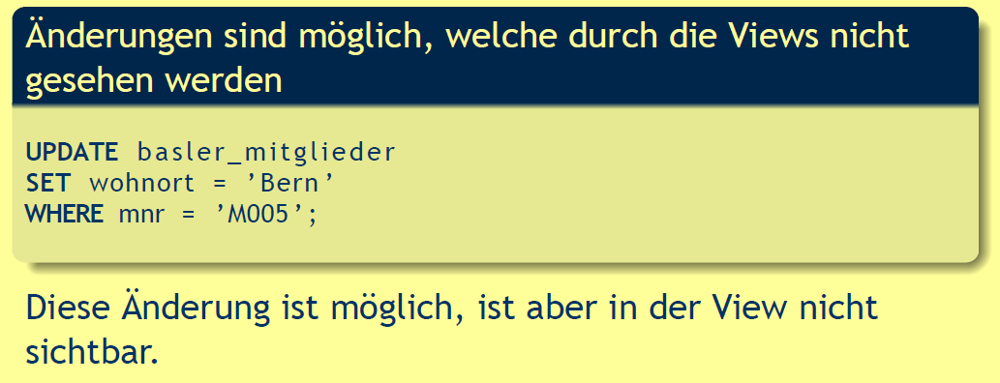 Änderungen sind möglich, welche durch die Views nicht
gesehen werden
UPDATE basler_mitglieder
SET wohnort = ’Bern’
WHERE mnr = ’M005’;
Diese Änderung ist möglich, ist aber in der View nicht
sichtbar.